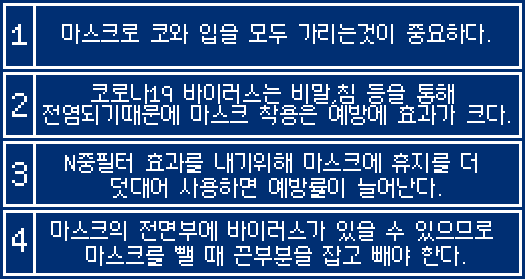 1 마스크로 코와 입을 모두 가리는것이 중요하다.
2 코로나19 바이러스는 비말,침 등을 통해
전염되기때문에 마스크 착용은 예방에 효과가 크다.
3 N중필터 효과를 내기위해 마스크에 휴지를 더
덧대어 사용하면 예방률이 늘어난다.
4 마스크의 전면부에 바이러스가 있을 수 있으므로
마스크를 뺄 때 끈부분을 잡고 빼야 한다.